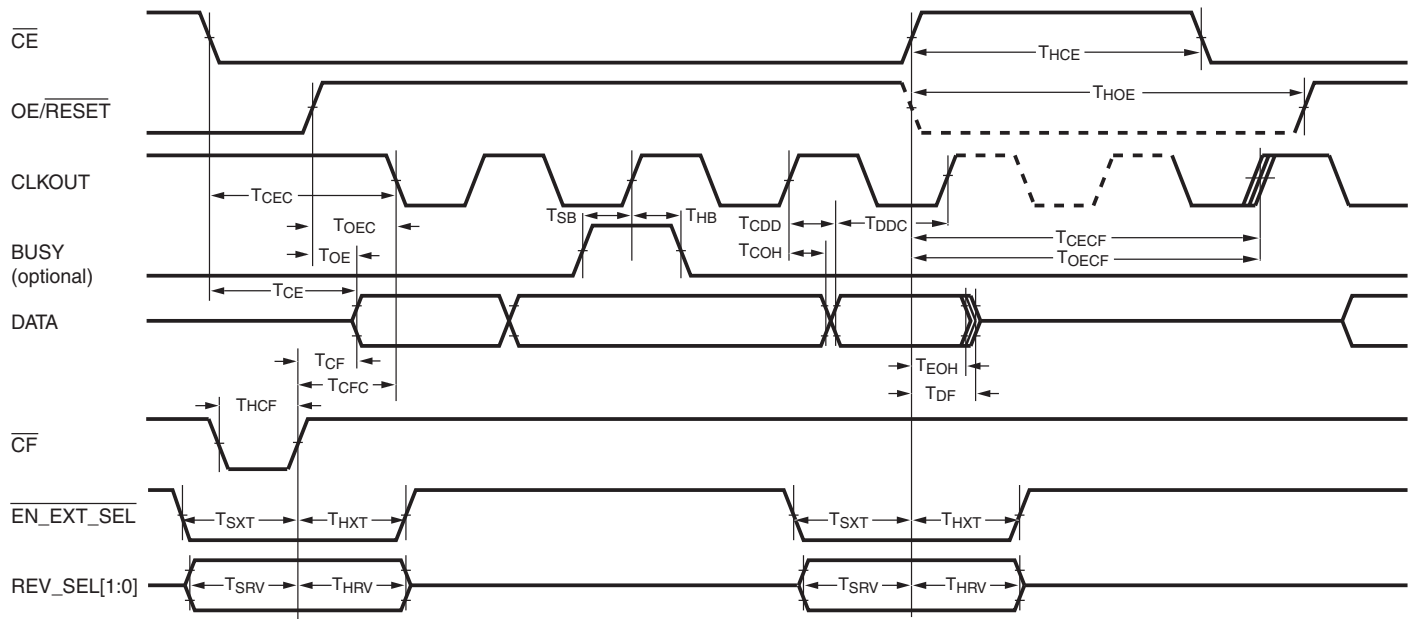 CE
THCE
OE/RESET
THOE
CLKOUT
TCEC
TSB
THB
TCDD
TDDC
TOEC
TCECF
BUSY
(optional)
TOE
TCOH
TOECF
TCE
DATA
TCF
TEOH
TCFC
TDF
THCF
CF
EN_EXT_SEL
TSXT
THXT
TSXT
THXT
REV_SEL[1:0]
TSRV
THRV
TSRV
THRV